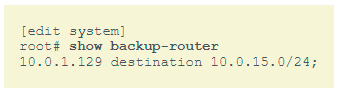 [edit system]
root# show backup-router
10.0.1.129 destination 10.0.15.0/24;